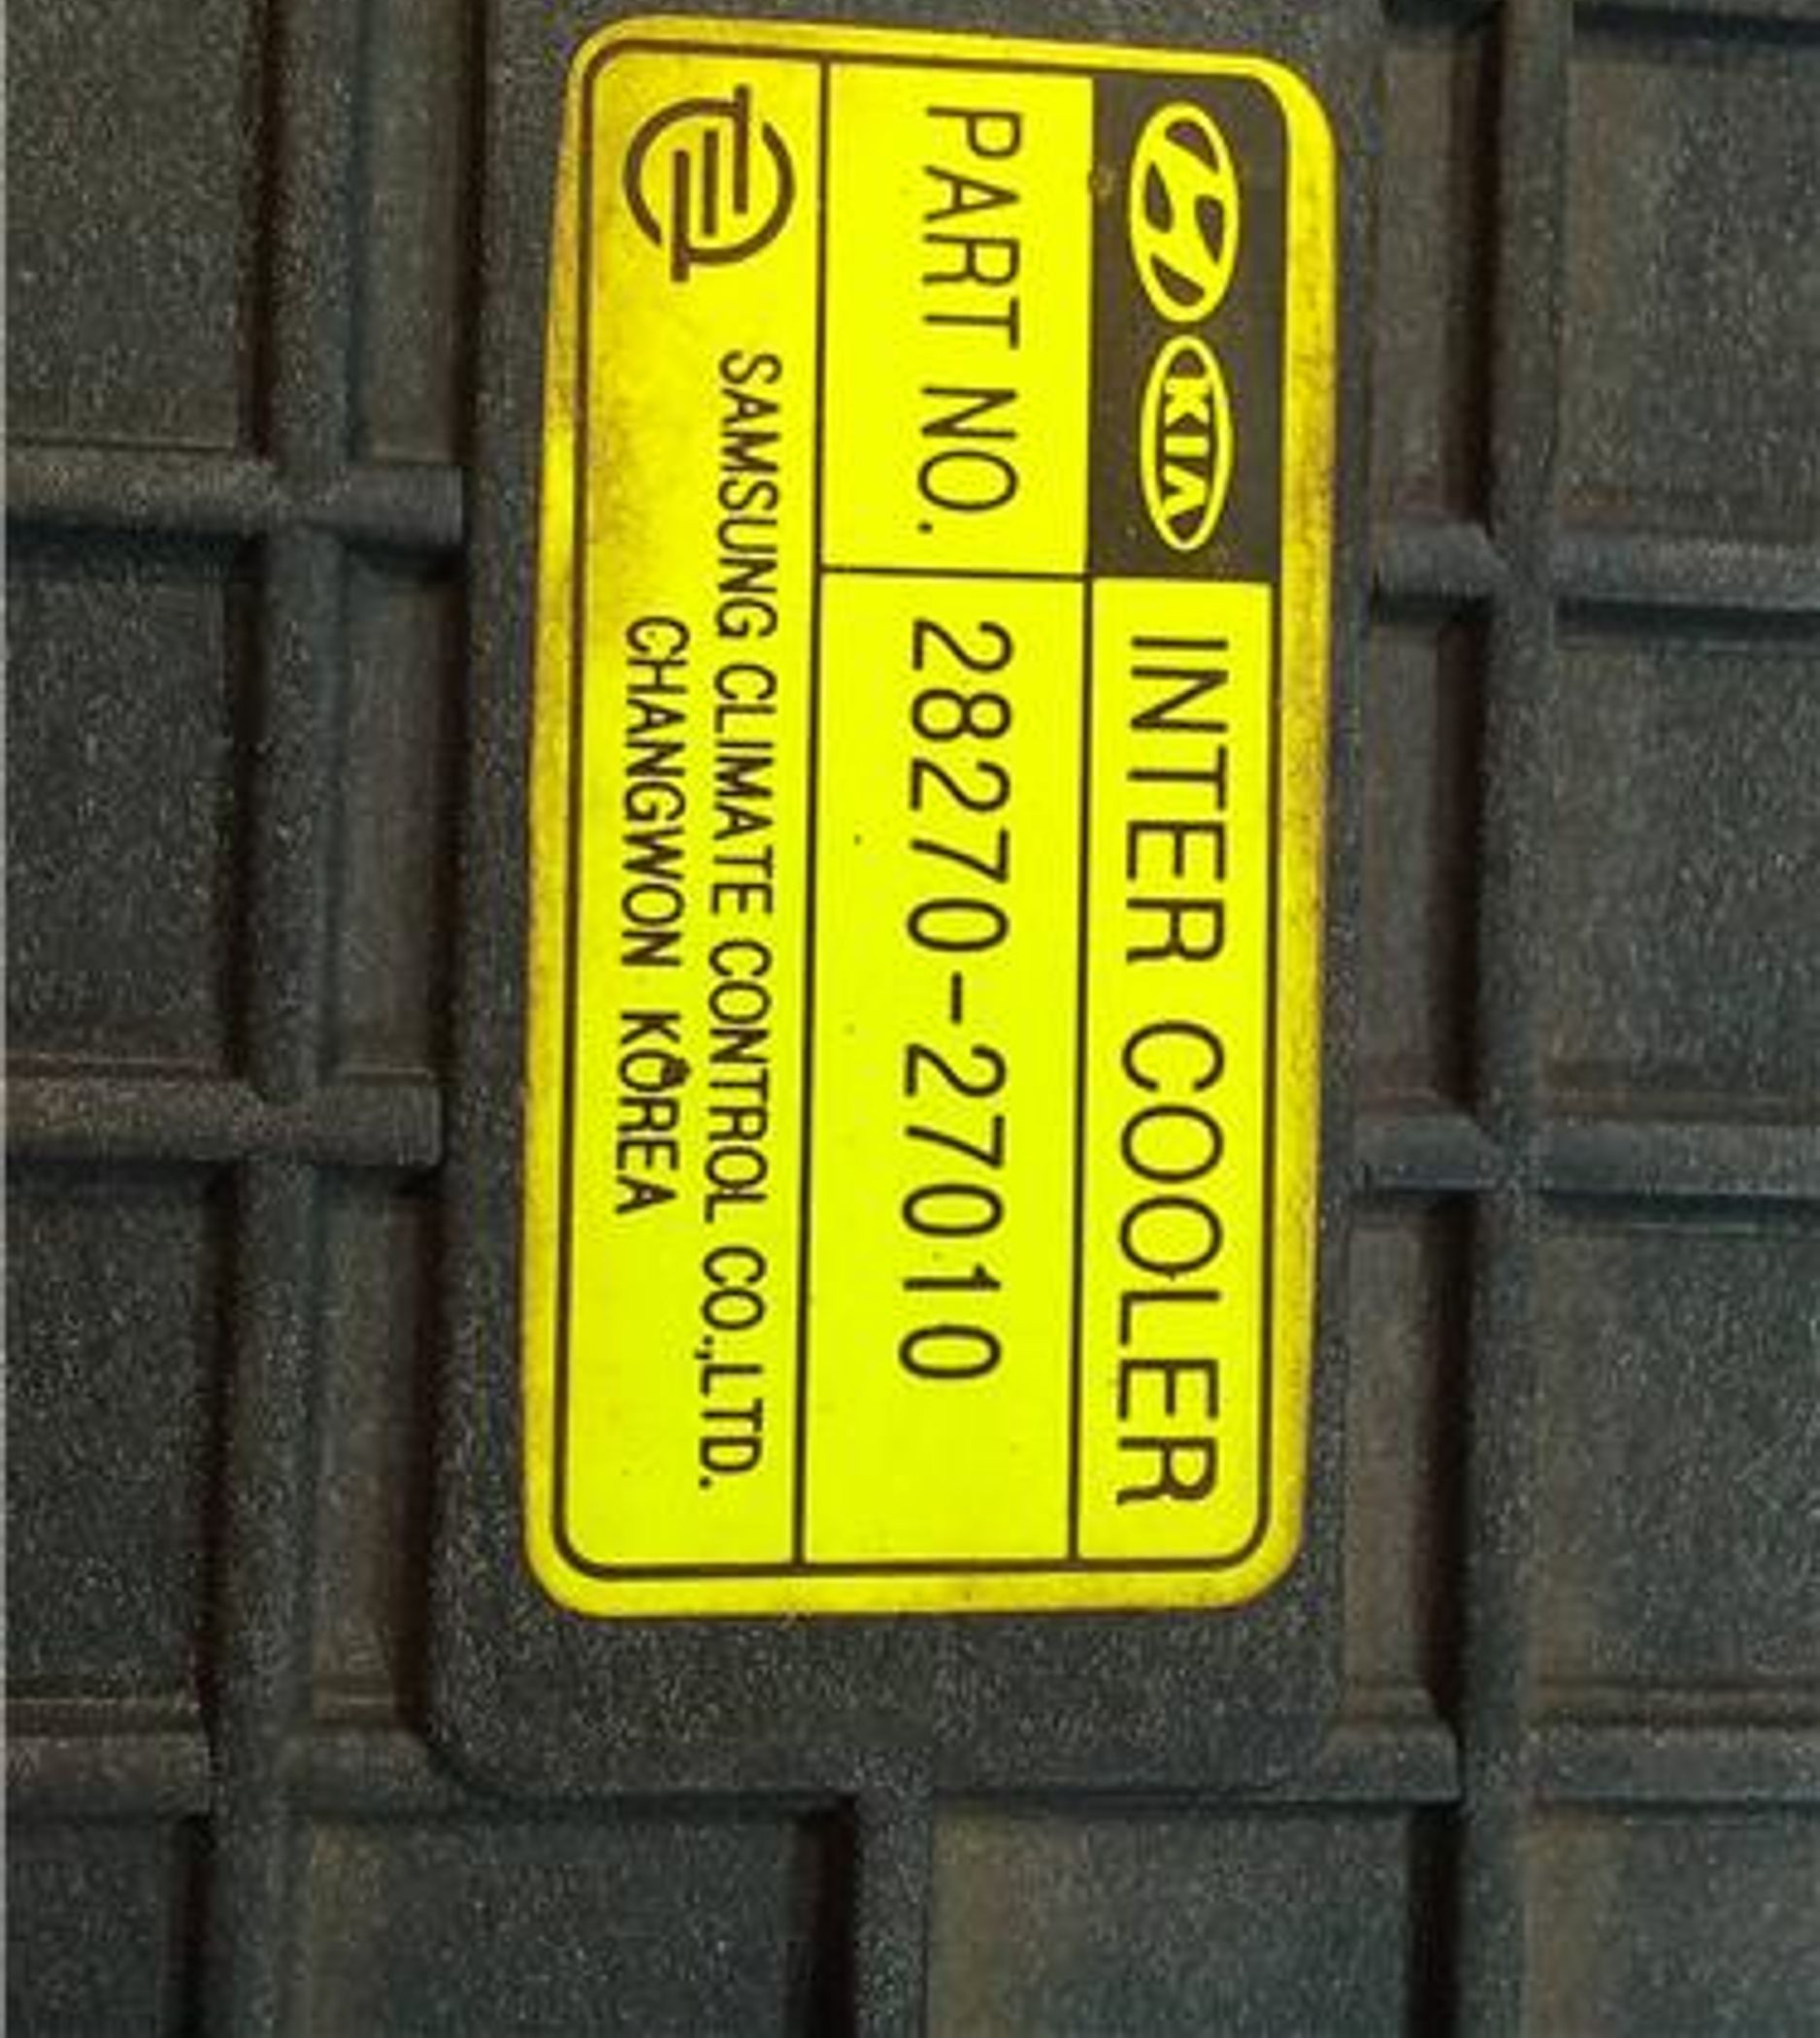 KIA INTER COOLER
PART NO. 28270-27010
SAMSUNG CLIMATE CONTROL CO.,LTD.
CHANGWON KOREA